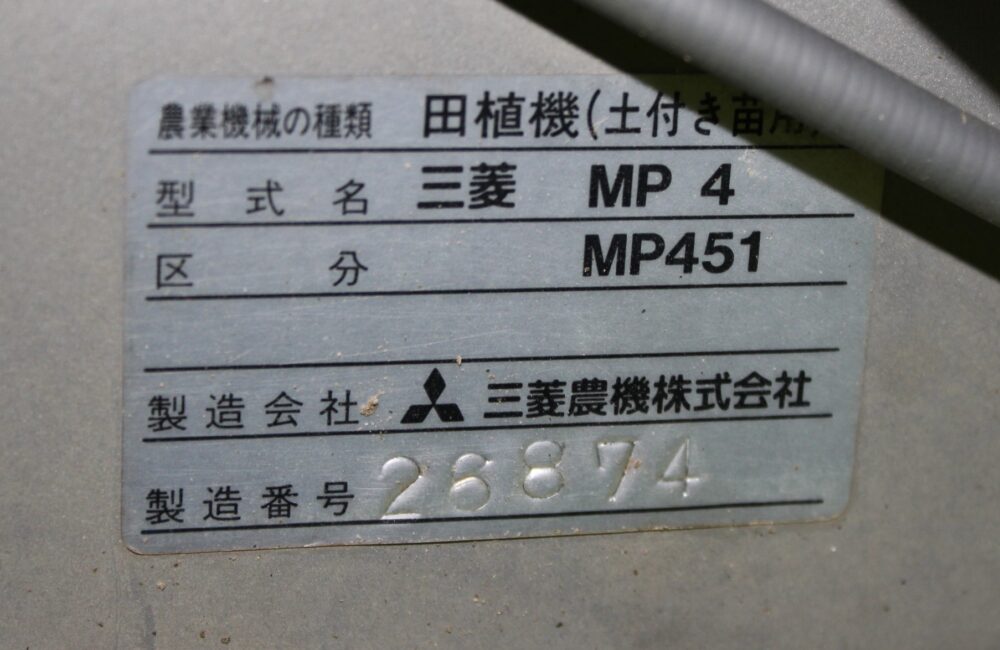 農業機械の種類 田植機(土付き苗用)
型式名 三菱 MP 4
区分 MP451
製造会社 三菱農機株式会社
製造番号 28874